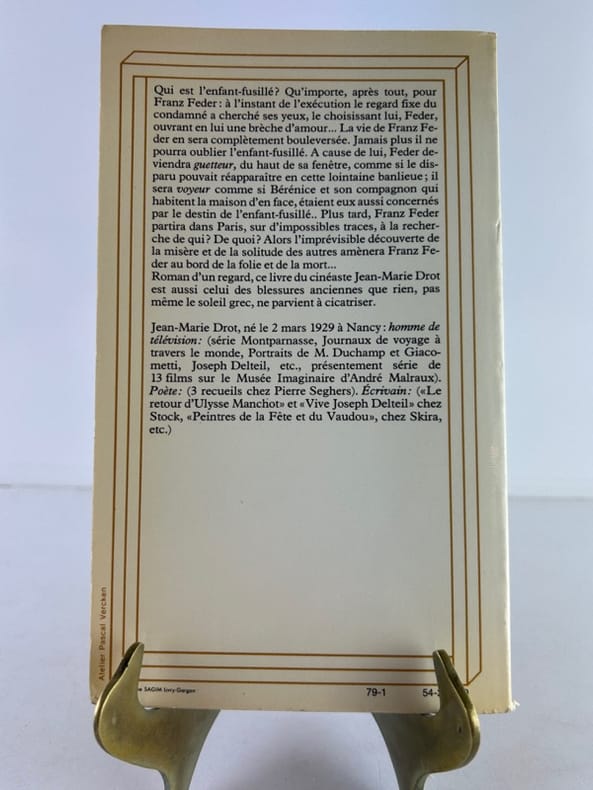 Qui est l'enfant-fusillé? Qu'importe, après tout, pour
Franz Feder : à l'instant de l'exécution le regard fixe du
condamné a cherché ses yeux, le choisissant lui, Feder,
ouvrant en lui une brèche d'amour... La vie de Franz Fe-
der en sera complètement bouleversée. Jamais plus il ne
pourra oublier l'enfant-fusillé. A cause de lui, Feder de-
viendra guetteur, du haut de sa fenêtre, comme si le dis-
paru pouvait réapparaître en cette lointaine banlieue ; il
sera voyeur comme si Bérénice et son compagnon qui
habitent la maison d'en face, étaient eux aussi concernés
par le destin de l'enfant-fusillé.. Plus tard, Franz Feder
partira dans Paris, sur d'impossibles traces, à la recher-
che de qui? De quoi? Alors l'imprévisible découverte de
la misère et de la solitude des autres amènera Franz Fe-
der au bord de la folie et de la mort...
Roman d'un regard, ce livre du cinéaste Jean-Marie Drot
est aussi celui des blessures anciennes que rien, pas
même le soleil grec, ne parvient à cicatriser.
Jean-Marie Drot, né le 2 mars 1929 à Nancy : homme de
télévision : (série Montparnasse, Journaux de voyage à
travers le monde, Portraits de M. Duchamp et Giaco-
metti, Joseph Delteil, etc., présentement série de
13 films sur le Musée Imaginaire d'André Malraux).
Poète : (3 recueils chez Pierre Seghers). Écrivain : («Le
retour d'Ulysse Manchot» et «Vive Joseph Delteil» chez
Stock, «Peintres de la Fête et du Vaudou», chez Skira,
etc.)
Atelier Pascal Vercken
SAGIM Livry-Gargan
79-1